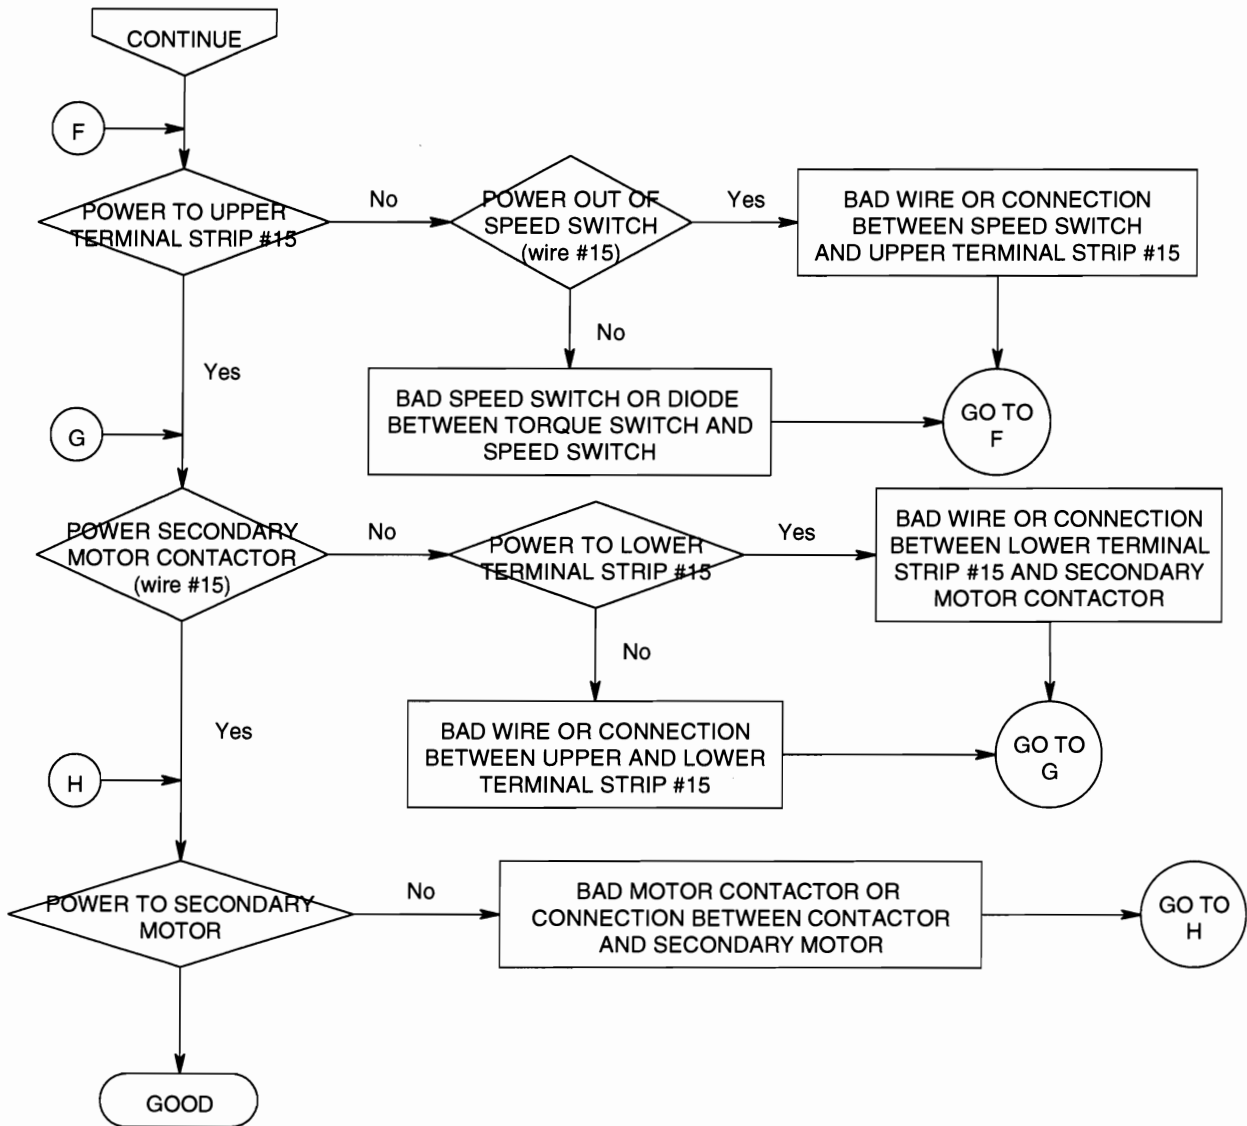 CONTINUE
F
POWER TO UPPER
TERMINAL STRIP #15
No
POWER OUT OF
SPEED SWITCH
(wire #15)
Yes
BAD WIRE OR CONNECTION
BETWEEN SPEED SWITCH
AND UPPER TERMINAL STRIP #15
No
Yes
BAD SPEED SWITCH OR DIODE
BETWEEN TORQUE SWITCH AND
SPEED SWITCH
GO TO
F
G
POWER SECONDARY
MOTOR CONTACTOR
(wire #15)
No
POWER TO LOWER
TERMINAL STRIP #15
Yes
BAD WIRE OR CONNECTION
BETWEEN LOWER TERMINAL
STRIP #15 AND SECONDARY
MOTOR CONTACTOR
No
Yes
BAD WIRE OR CONNECTION
BETWEEN UPPER AND LOWER
TERMINAL STRIP #15
GO TO
G
H
POWER TO SECONDARY
MOTOR
No
BAD MOTOR CONTACTOR OR
CONNECTION BETWEEN CONTACTOR
AND SECONDARY MOTOR
GO TO
H
GOOD